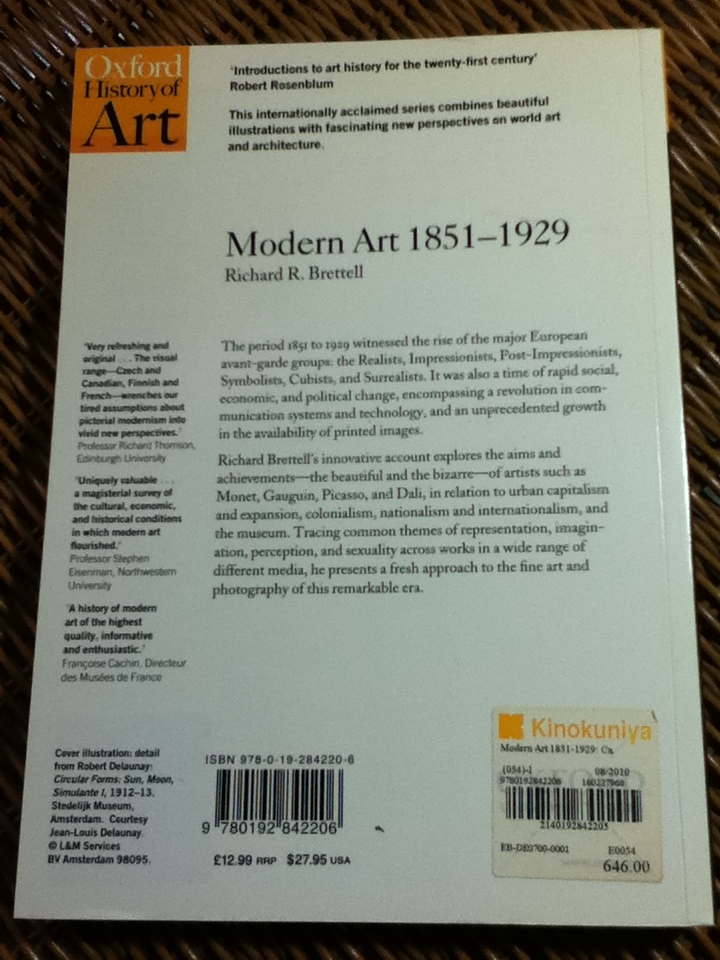 Oxford
History of
Art
'Introductions to art history for the twenty-first century'
Robert Rosenblum
This internationally acclaimed series combines beautiful
illustrations with fascinating new perspectives on world art
and architecture.
Modern Art 1851–1929
Richard R. Brettell
'Very refreshing and
original . . . The visual
range—Czech and
Canadian, Finnish and
French—wrenches our
tired assumptions about
pictorial modernism into
vivid new perspectives.'
Professor Richard Thomson,
Edinburgh University
'Uniquely valuable . . .
a magisterial survey of
the cultural, economic,
and historical conditions
in which modern art
flourished.'
Professor Stephen
Eisenman, Northwestern
University
'A history of modern
art of the highest
quality, informative
and enthusiastic.'
Françoise Cachin, Directeur
des Musées de France
The period 1851 to 1929 witnessed the rise of the major European
avant-garde groups: the Realists, Impressionists, Post-Impressionists,
Symbolists, Cubists, and Surrealists. It was also a time of rapid social,
economic, and political change, encompassing a revolution in com-
munication systems and technology, and an unprecedented growth
in the availability of printed images.
Richard Brettell's innovative account explores the aims and
achievements—the beautiful and the bizarre—of artists such as
Monet, Gauguin, Picasso, and Dali, in relation to urban capitalism
and expansion, colonialism, nationalism and internationalism, and
the museum. Tracing common themes of representation, imagin-
ation, perception, and sexuality across works in a wide range of
different media, he presents a fresh approach to the fine art and
photography of this remarkable era.
Cover illustration: detail
from Robert Delaunay:
Circular Forms: Sun, Moon,
Simulante I, 1912–13.
Stedelijk Museum,
Amsterdam. Courtesy
Jean-Louis Delaunay.
© L&M Services
BV Amsterdam 98095.
ISBN 978-0-19-284220-6
9 780192 842206
£12.99 RRP $27.95 USA
Kinokuniya
Modern Art 1851-1929: Ca
(054)-1 08/2010
9780192842206 160227968
2140192842203
EB-DE0700-0001 E0054
646.00